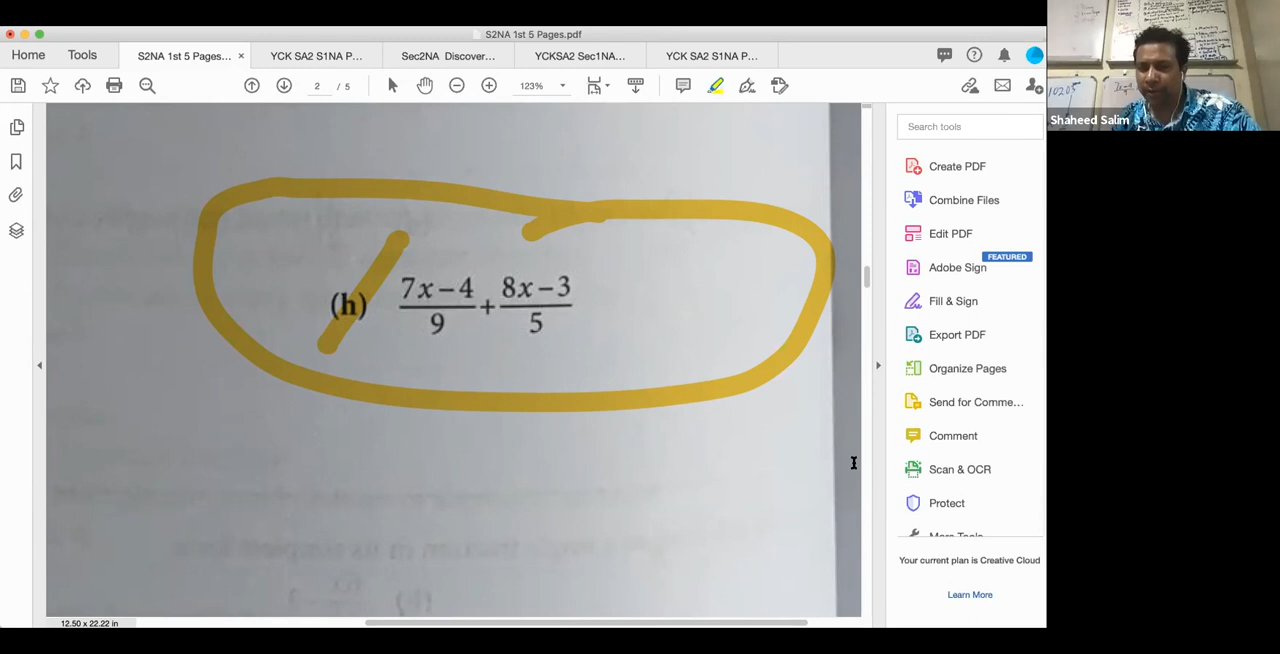 S2NA 1st 5 Pages.pdf
Home Tools S2NA 1st 5 Pages... × YCK SA2 S1NA P... Sec2NA Discover... YCKSA2 Sec1NA... YCK SA2 S1NA P...
2 / 5 123%
Shaheed Salim
Search tools
Create PDF
Combine Files
Edit PDF
FEATURED
Adobe Sign
Fill & Sign
Export PDF
Organize Pages
Send for Comme...
Comment
Scan & OCR
Protect
More Tools
Your current plan is Creative Cloud
Learn More
(h) 7x−4 8x−3
+
9 5
12.50 x 22.22 in
10205